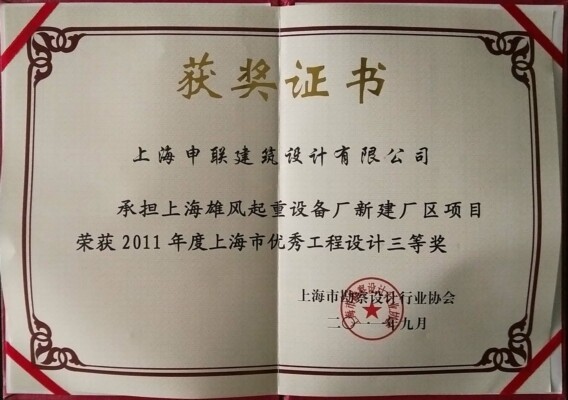 获奖证书
上海申联建筑设计有限公司
承担上海雄风起重设备厂新建厂区项目
荣获2011年度上海市优秀工程设计三等奖
上海市勘察设计行业协会
二〇一一年九月